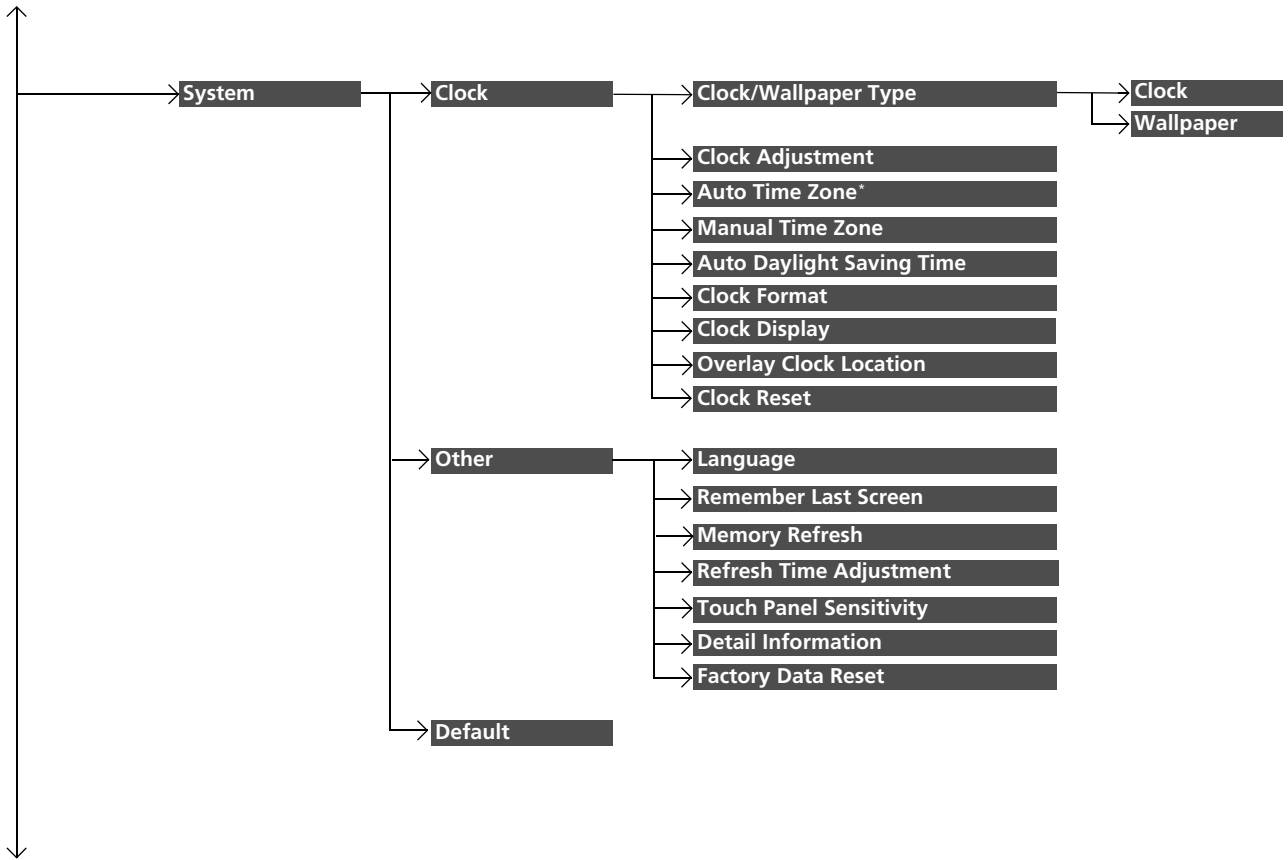 System
Clock
Clock/Wallpaper Type
Clock
Wallpaper
Clock Adjustment
Auto Time Zone*
Manual Time Zone
Auto Daylight Saving Time
Clock Format
Clock Display
Overlay Clock Location
Clock Reset
Other
Language
Remember Last Screen
Memory Refresh
Refresh Time Adjustment
Touch Panel Sensitivity
Detail Information
Factory Data Reset
Default